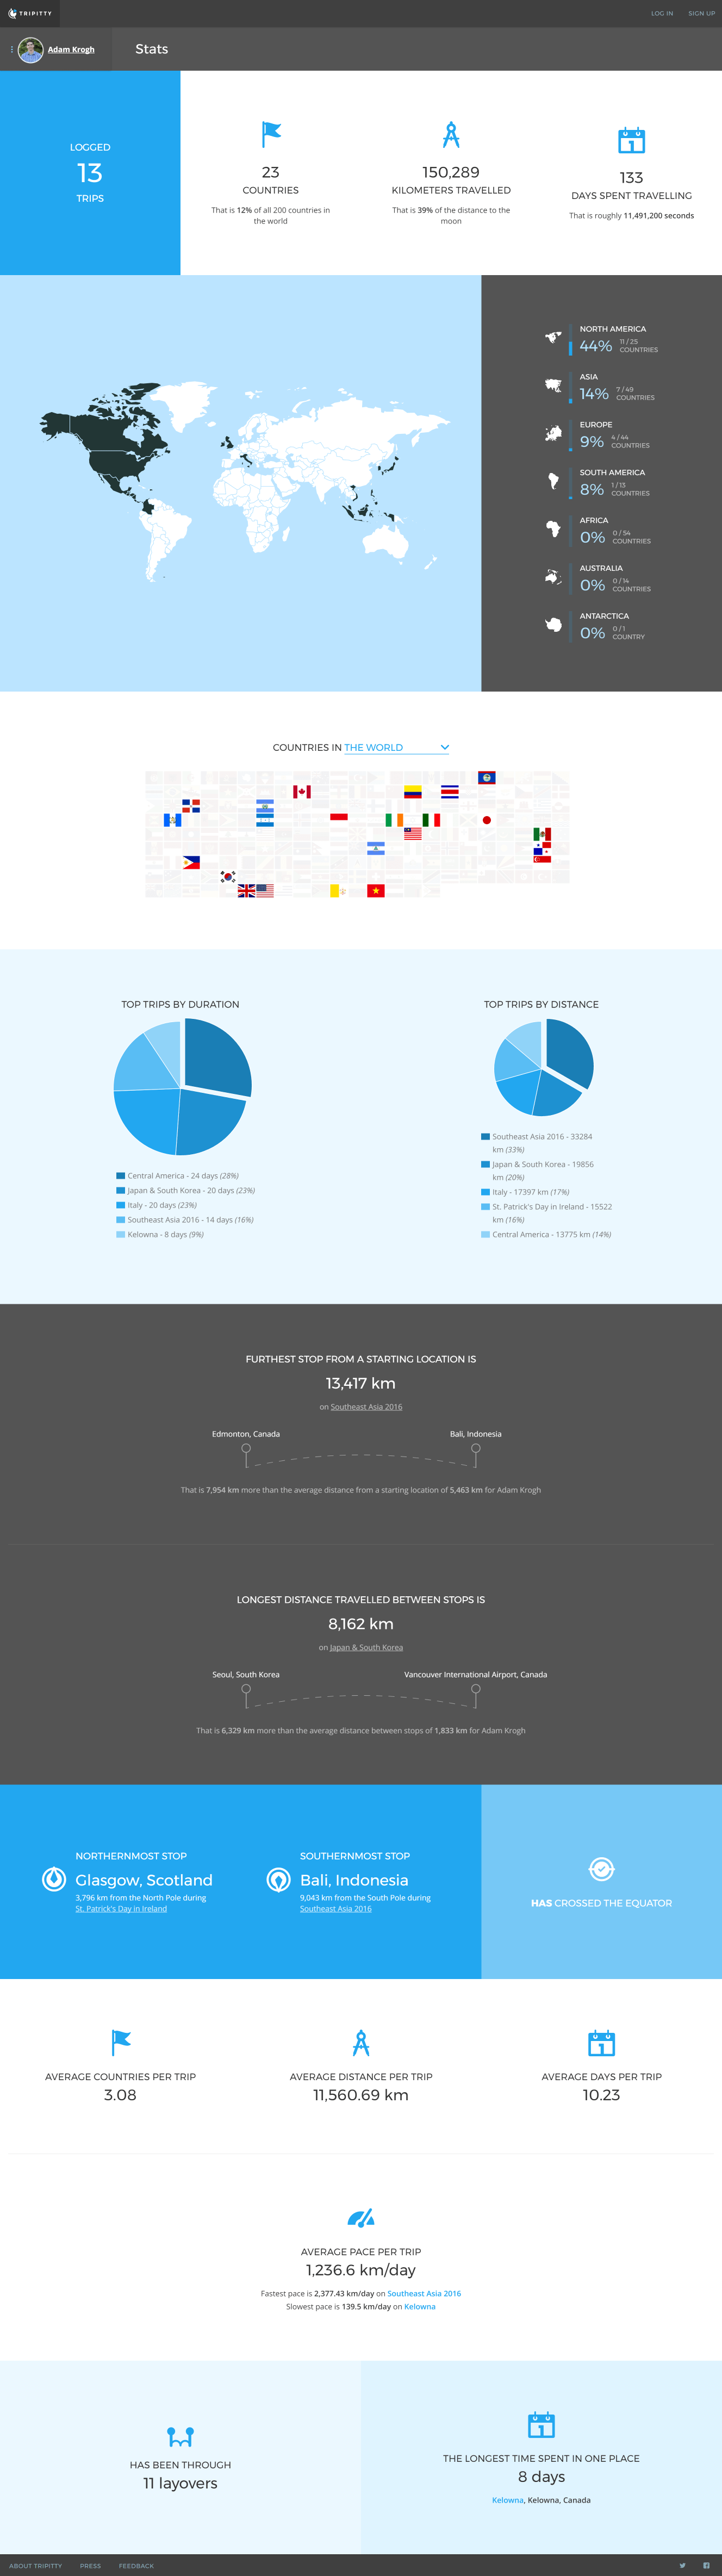 TRIPITTY
LOG IN
SIGN UP
Adam Krogh
Stats
LOGGED
13
TRIPS
23
COUNTRIES
That is 12% of all 200 countries in
the world
150,289
KILOMETERS TRAVELLED
That is 39% of the distance to the
moon
1
133
DAYS SPENT TRAVELLING
That is roughly 11,491,200 seconds
NORTH AMERICA
44%
11 / 25
COUNTRIES
ASIA
14%
7 / 49
COUNTRIES
EUROPE
9%
4 / 44
COUNTRIES
SOUTH AMERICA
8%
1 / 13
COUNTRIES
AFRICA
0%
0 / 54
COUNTRIES
AUSTRALIA
0%
0 / 14
COUNTRIES
ANTARCTICA
0%
0 / 1
COUNTRY
COUNTRIES IN THE WORLD
TOP TRIPS BY DURATION
Central America - 24 days (28%)
Japan & South Korea - 20 days (23%)
Italy - 20 days (23%)
Southeast Asia 2016 - 14 days (16%)
Kelowna - 8 days (9%)
TOP TRIPS BY DISTANCE
Southeast Asia 2016 - 33284
km (33%)
Japan & South Korea - 19856
km (20%)
Italy - 17397 km (17%)
St. Patrick's Day in Ireland - 15522
km (16%)
Central America - 13775 km (14%)
FURTHEST STOP FROM A STARTING LOCATION IS
13,417 km
on Southeast Asia 2016
Edmonton, Canada
Bali, Indonesia
That is 7,954 km more than the average distance from a starting location of 5,463 km for Adam Krogh
LONGEST DISTANCE TRAVELLED BETWEEN STOPS IS
8,162 km
on Japan & South Korea
Seoul, South Korea
Vancouver International Airport, Canada
That is 6,329 km more than the average distance between stops of 1,833 km for Adam Krogh
NORTHERNMOST STOP
Glasgow, Scotland
3,796 km from the North Pole during
St. Patrick's Day in Ireland
SOUTHERNMOST STOP
Bali, Indonesia
9,043 km from the South Pole during
Southeast Asia 2016
HAS CROSSED THE EQUATOR
AVERAGE COUNTRIES PER TRIP
3.08
AVERAGE DISTANCE PER TRIP
11,560.69 km
1
AVERAGE DAYS PER TRIP
10.23
AVERAGE PACE PER TRIP
1,236.6 km/day
Fastest pace is 2,377.43 km/day on Southeast Asia 2016
Slowest pace is 139.5 km/day on Kelowna
HAS BEEN THROUGH
11 layovers
1
THE LONGEST TIME SPENT IN ONE PLACE
8 days
Kelowna, Kelowna, Canada
ABOUT TRIPITTY
PRESS
FEEDBACK